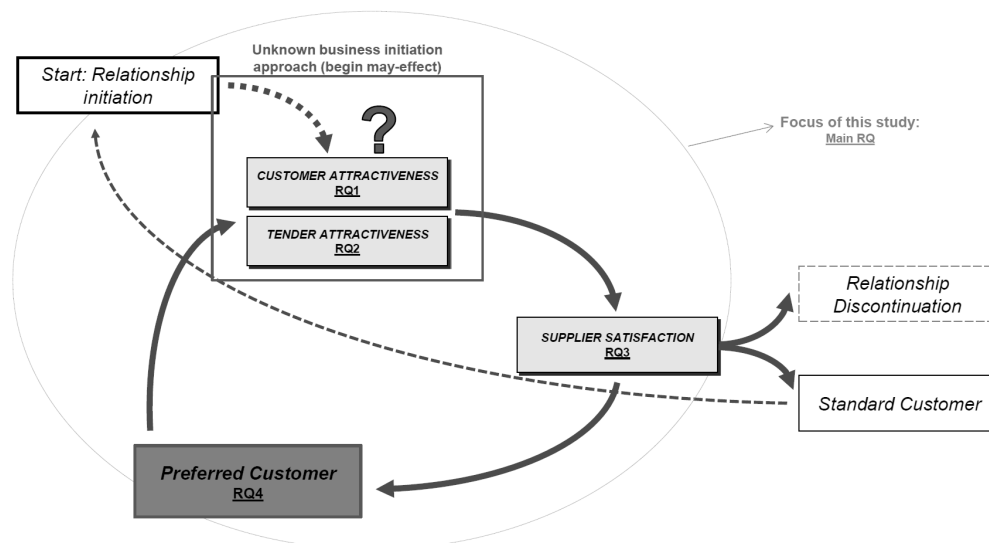 Unknown business initiation
approach (begin may-effect)
Start: Relationship
initiation
?
Focus of this study:
Main RQ
CUSTOMER ATTRACTIVENESS
RQ1
TENDER ATTRACTIVENESS
RQ2
Relationship
Discontinuation
SUPPLIER SATISFACTION
RQ3
Standard Customer
Preferred Customer
RQ4